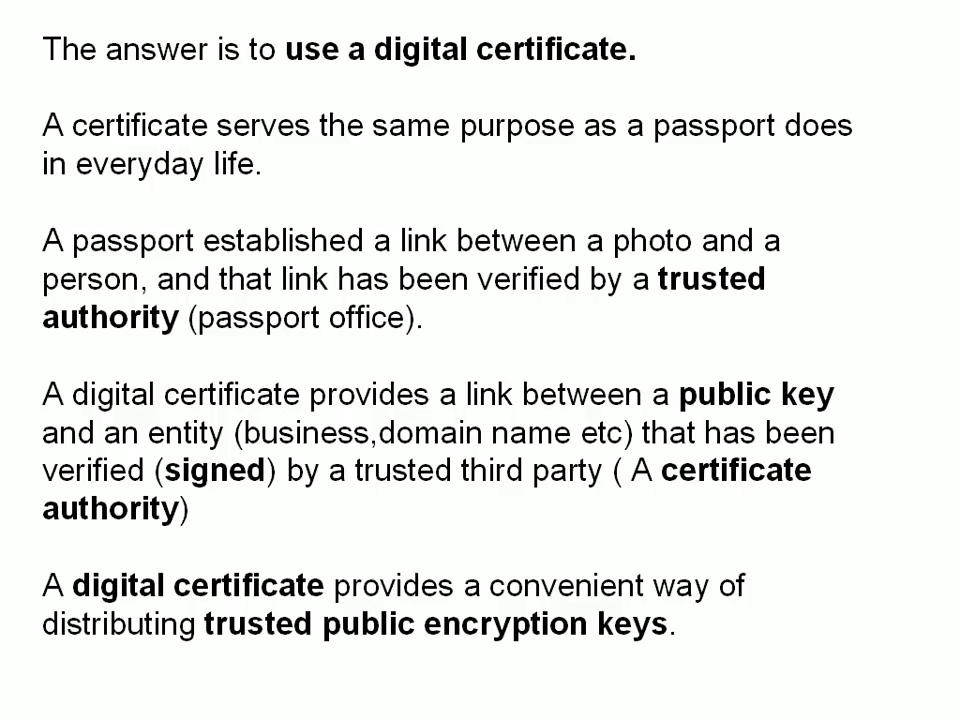 The answer is to use a digital certificate.
A certificate serves the same purpose as a passport does
in everyday life.
A passport established a link between a photo and a
person, and that link has been verified by a trusted
authority (passport office).
A digital certificate provides a link between a public key
and an entity (business,domain name etc) that has been
verified (signed) by a trusted third party ( A certificate
authority)
A digital certificate provides a convenient way of
distributing trusted public encryption keys.